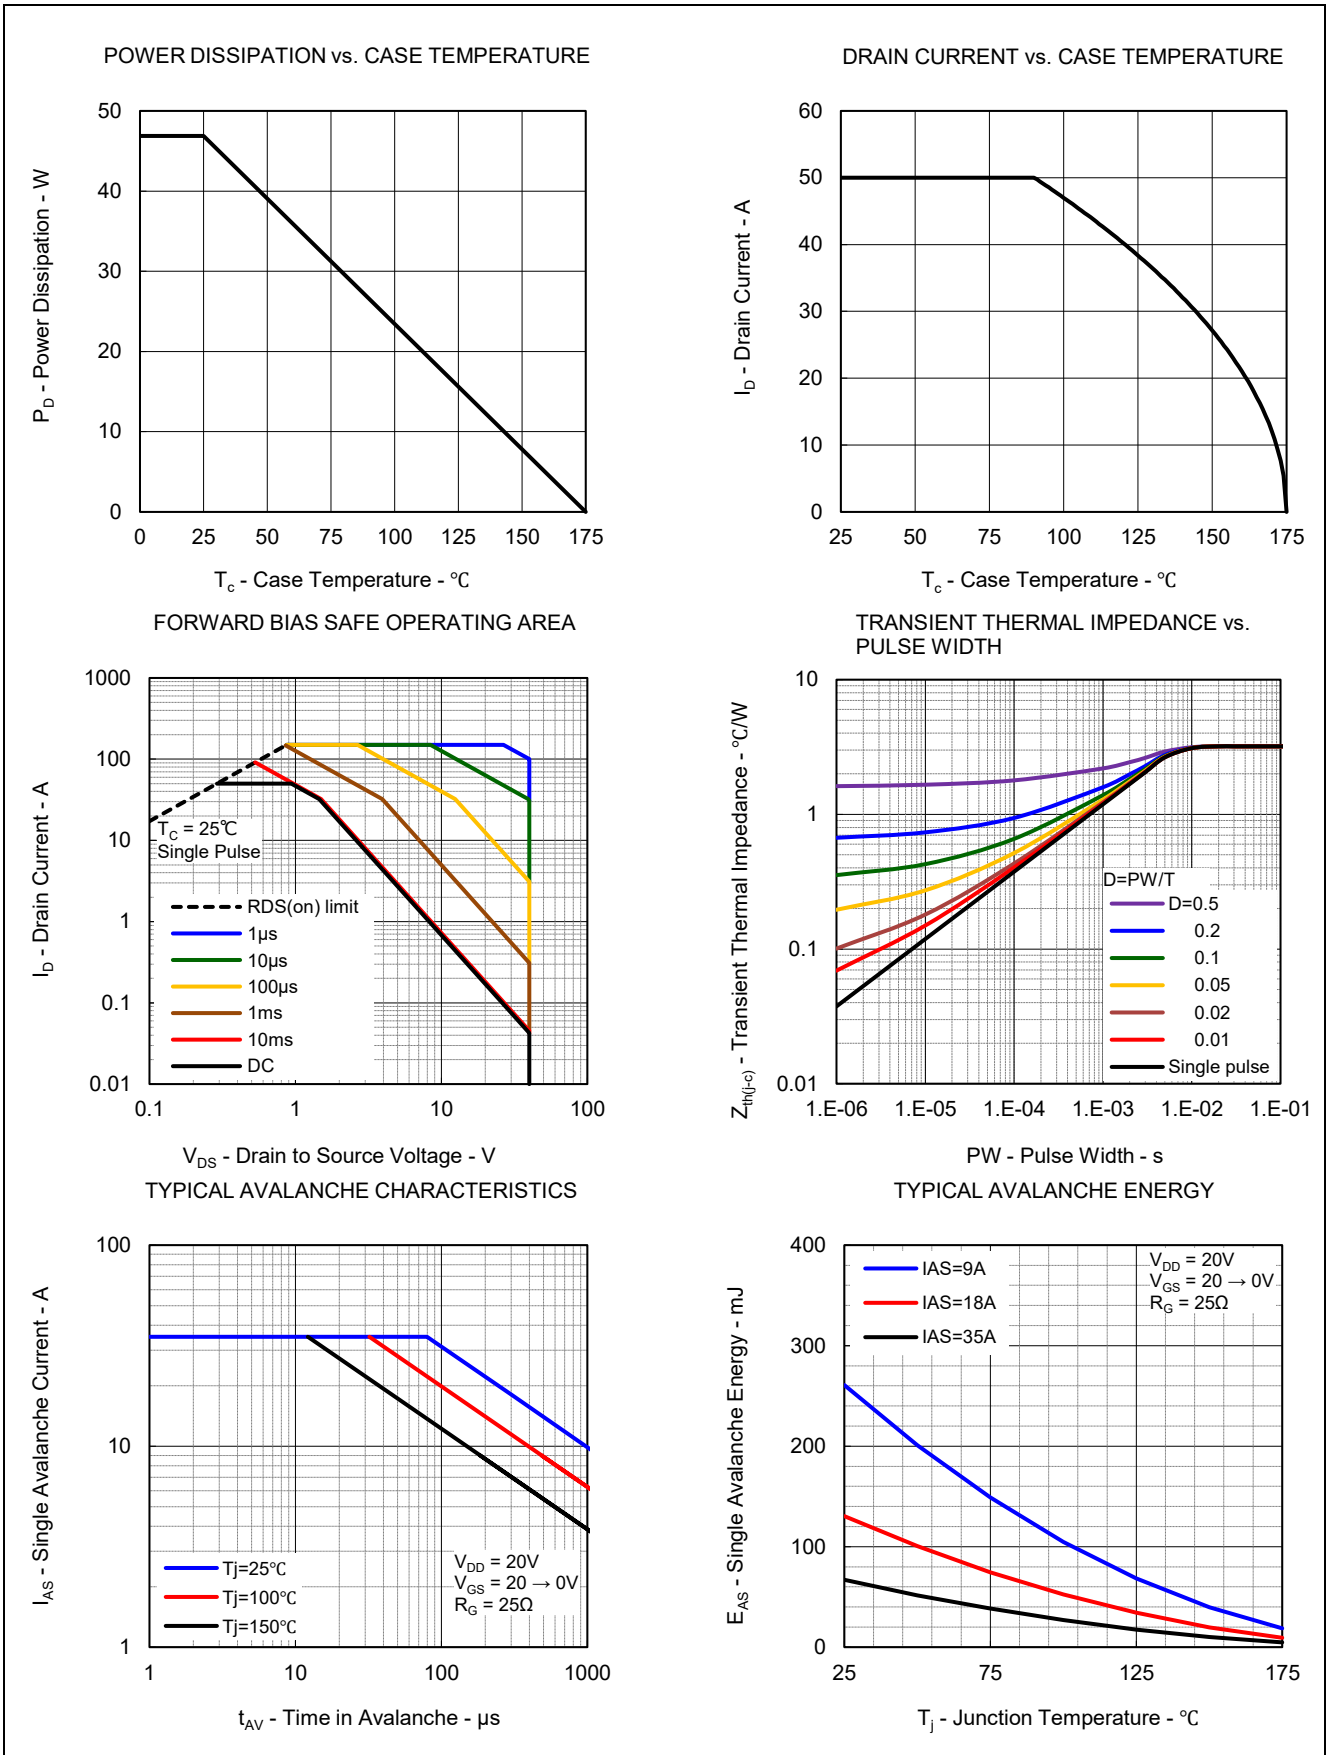 POWER DISSIPATION vs. CASE TEMPERATURE
50
40
30
20
10
0
0 25 50 75 100 125 150 175
P_D - Power Dissipation - W
T_c - Case Temperature - ℃
DRAIN CURRENT vs. CASE TEMPERATURE
60
50
40
30
20
10
0
25 50 75 100 125 150 175
I_D - Drain Current - A
T_c - Case Temperature - ℃
FORWARD BIAS SAFE OPERATING AREA
1000
100
10
1
0.1
0.01
0.1 1 10 100
I_D - Drain Current - A
T_C = 25℃
Single Pulse
RDS(on) limit
1μs
10μs
100μs
1ms
10ms
DC
V_DS - Drain to Source Voltage - V
TRANSIENT THERMAL IMPEDANCE vs.
PULSE WIDTH
10
1
0.1
0.01
1.E-06 1.E-05 1.E-04 1.E-03 1.E-02 1.E-01
Z_th(j-c) - Transient Thermal Impedance - ℃/W
D=PW/T
D=0.5
0.2
0.1
0.05
0.02
0.01
Single pulse
PW - Pulse Width - s
TYPICAL AVALANCHE CHARACTERISTICS
100
10
1
1 10 100 1000
I_AS - Single Avalanche Current - A
Tj=25℃
Tj=100℃
Tj=150℃
V_DD = 20V
V_GS = 20 → 0V
R_G = 25Ω
t_AV - Time in Avalanche - μs
TYPICAL AVALANCHE ENERGY
400
300
200
100
0
25 75 125 175
E_AS - Single Avalanche Energy - mJ
IAS=9A
IAS=18A
IAS=35A
V_DD = 20V
V_GS = 20 → 0V
R_G = 25Ω
T_j - Junction Temperature - ℃